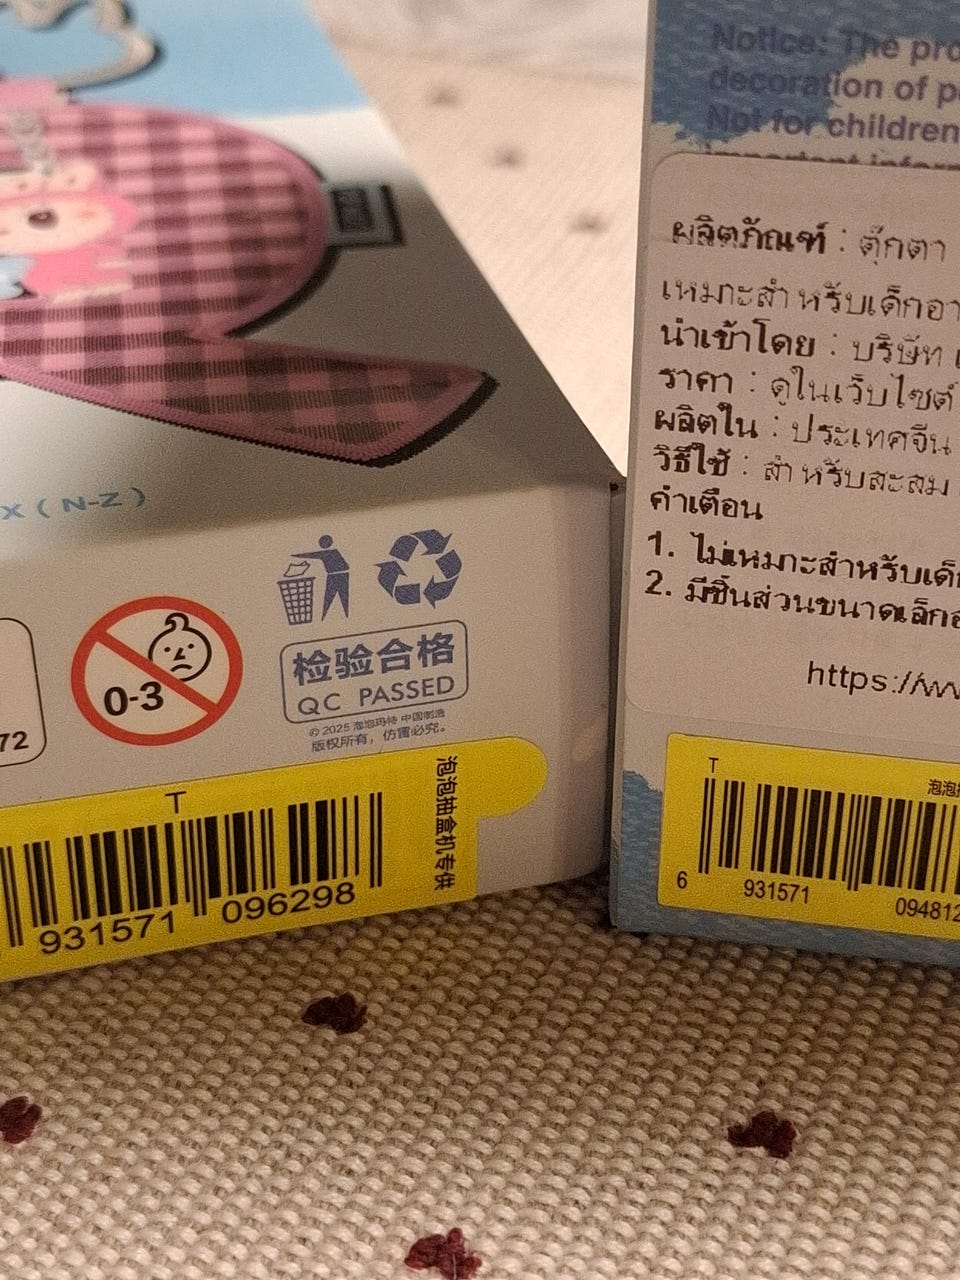 X ( N-Z )
0-3
检验合格
QC PASSED
© 2025 泡泡玛特 中国制造
版权所有，仿冒必究。
72
T
931571 096298
泡泡抽盒机专供
Notice: The pro
decoration of p
Not for children
important inform
ผลิตภัณฑ์ : ตุ๊กตา
เหมาะสำหรับเด็กอา
นำเข้าโดย : บริษัท
ราคา : ดูในเว็บไซต์
ผลิตใน : ประเทศจีน
วิธีใช้ : สำหรับสะสม
คำเตือน
1. ไม่เหมาะสำหรับเด็ก
2. มีชิ้นส่วนขนาดเล็ก
https://w
T
泡泡
6 931571 094812